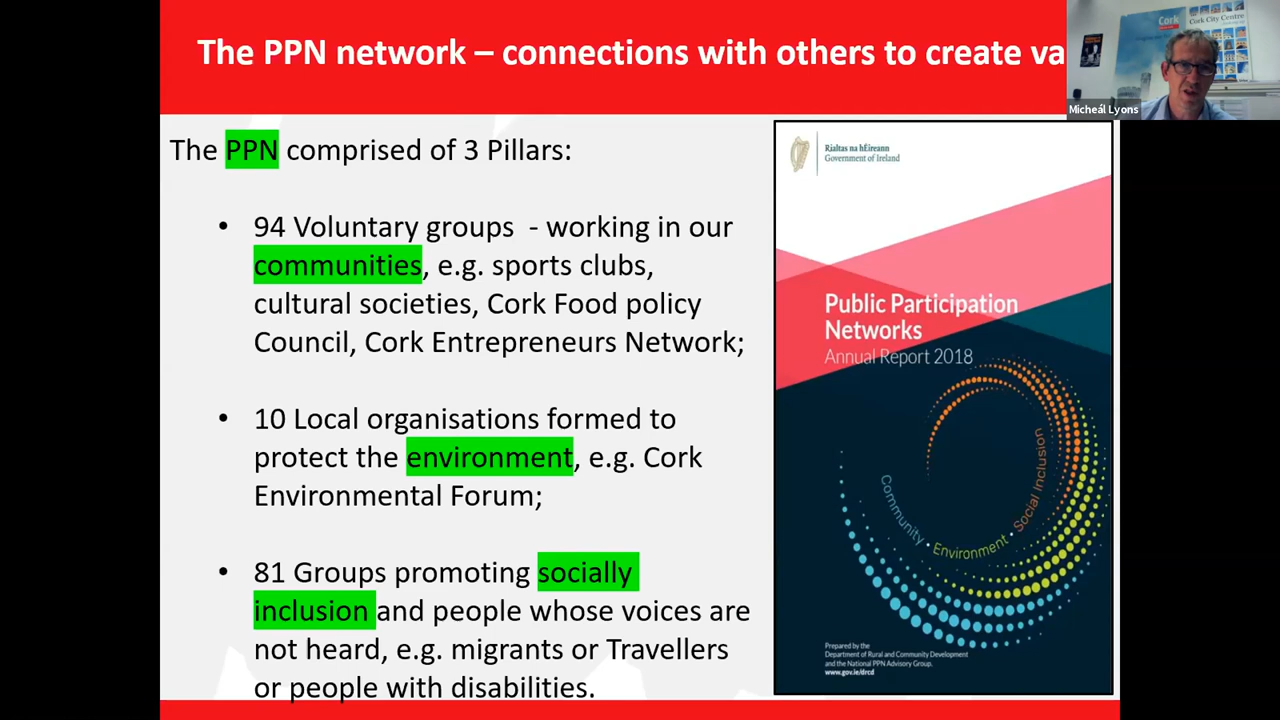 The PPN network – connections with others to create va
Cork
Cork City Centre
Micheál Lyons
The PPN comprised of 3 Pillars:
• 94 Voluntary groups - working in our
communities, e.g. sports clubs,
cultural societies, Cork Food policy
Council, Cork Entrepreneurs Network;
• 10 Local organisations formed to
protect the environment, e.g. Cork
Environmental Forum;
• 81 Groups promoting socially
inclusion and people whose voices are
not heard, e.g. migrants or Travellers
or people with disabilities.
Rialtas na hÉireann
Government of Ireland
Public Participation
Networks
Annual Report 2018
Community • Environment • Social Inclusion
Prepared by the
Department of Rural and Community Development
and the National PPN Advisory Group.
www.gov.ie/drcd